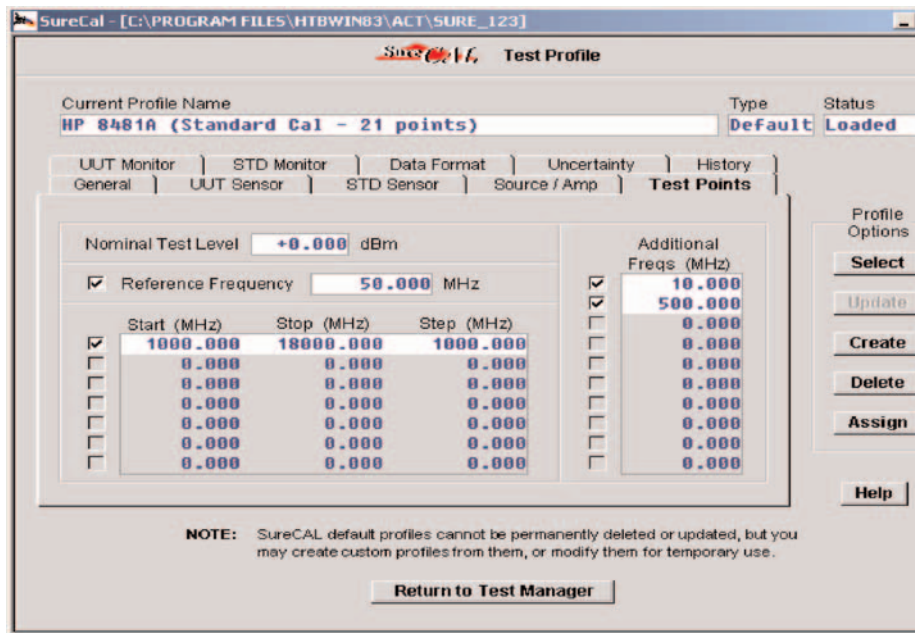 SureCal - [C:\PROGRAM FILES\HTBWIN83\ACT\SURE_123]
SureCAL Test Profile
Current Profile Name Type Status
HP 8481A (Standard Cal - 21 points) Default Loaded
UUT Monitor STD Monitor Data Format Uncertainty History
General UUT Sensor STD Sensor Source / Amp Test Points
Nominal Test Level +0.000 dBm
Reference Frequency 50.000 MHz
Start (MHz) Stop (MHz) Step (MHz)
1000.000 18000.000 1000.000
0.000 0.000 0.000
0.000 0.000 0.000
0.000 0.000 0.000
0.000 0.000 0.000
0.000 0.000 0.000
0.000 0.000 0.000
Additional
Freqs (MHz)
10.000
500.000
0.000
0.000
0.000
0.000
0.000
0.000
0.000
0.000
Profile
Options
Select
Update
Create
Delete
Assign
Help
NOTE: SureCAL default profiles cannot be permanently deleted or updated, but you
may create custom profiles from them, or modify them for temporary use.
Return to Test Manager